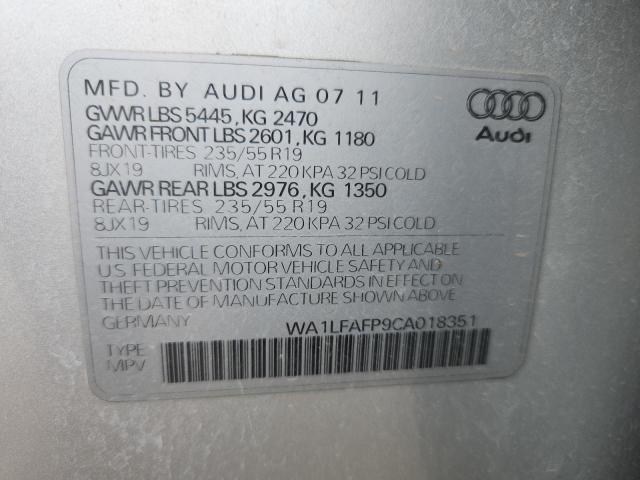 MFD. BY AUDI AG 07 11
GVWR LBS 5445, KG 2470
GAWR FRONT LBS 2601, KG 1180
FRONT-TIRES 235/55 R19
8JX19 RIMS, AT 220 KPA 32 PSI COLD
GAWR REAR LBS 2976, KG 1350
REAR-TIRES 235/55 R19
8JX19 RIMS, AT 220 KPA 32 PSI COLD
Audi
THIS VEHICLE CONFORMS TO ALL APPLICABLE
U.S FEDERAL MOTOR VEHICLE SAFETY AND
THEFT PREVENTION STANDARDS IN EFFECT ON
THE DATE OF MANUFACTURE SHOWN ABOVE.
GERMANY WA1LFAFP9CA018351
TYPE
MPV